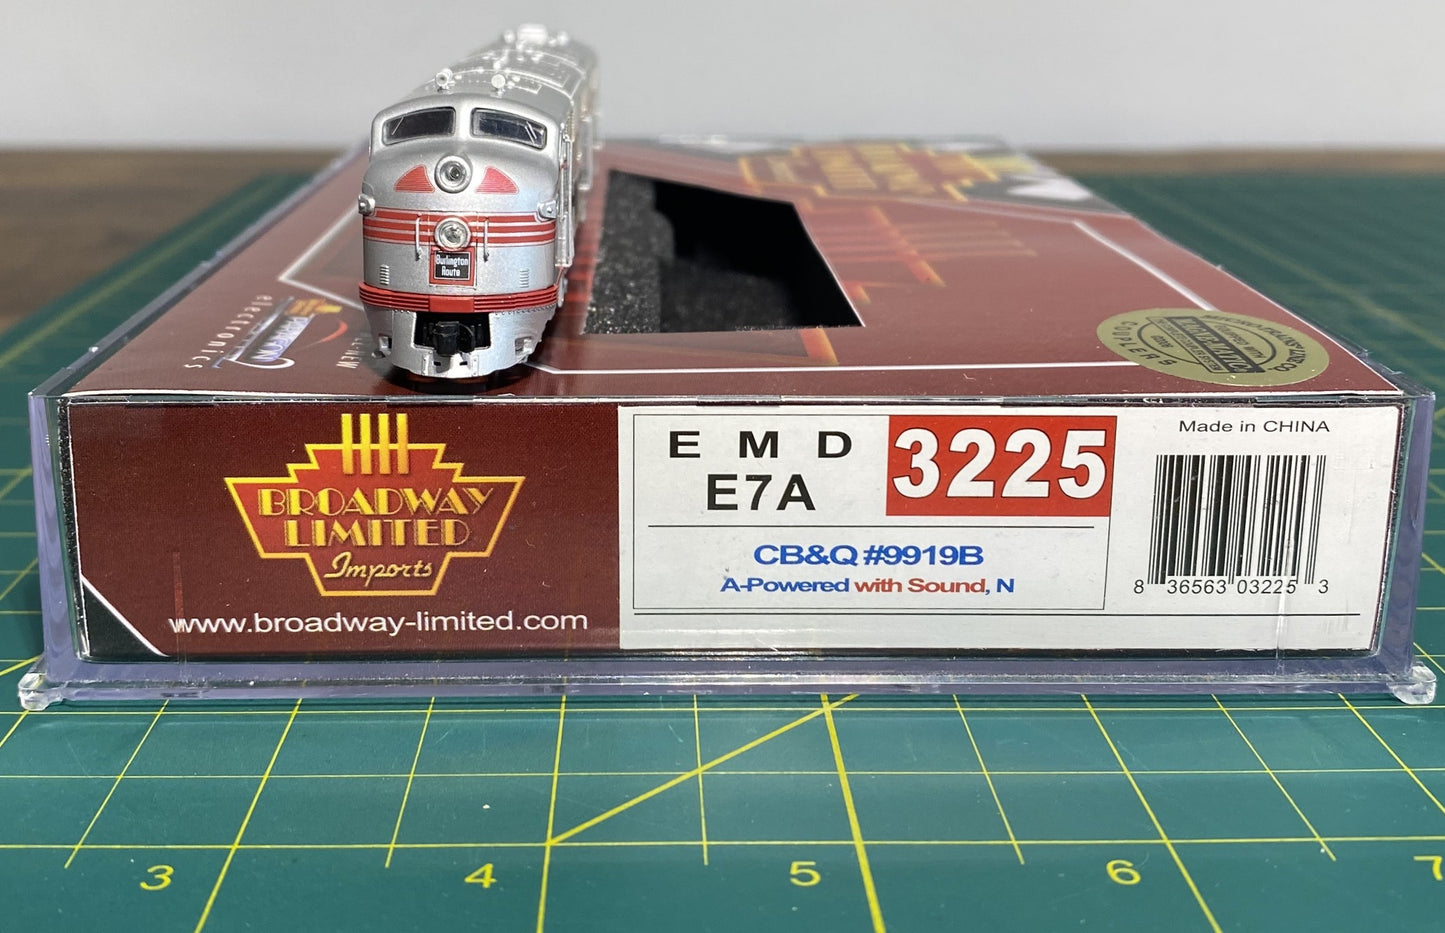 Burlington
Route
electronics
BROADWAY
LIMITED
Imports
www.broadway-limited.com
E M D
E7A
3225
CB&Q #9919B
A-Powered with Sound, N
Made in CHINA
8 36563 03225 3
3
4
5
6
7